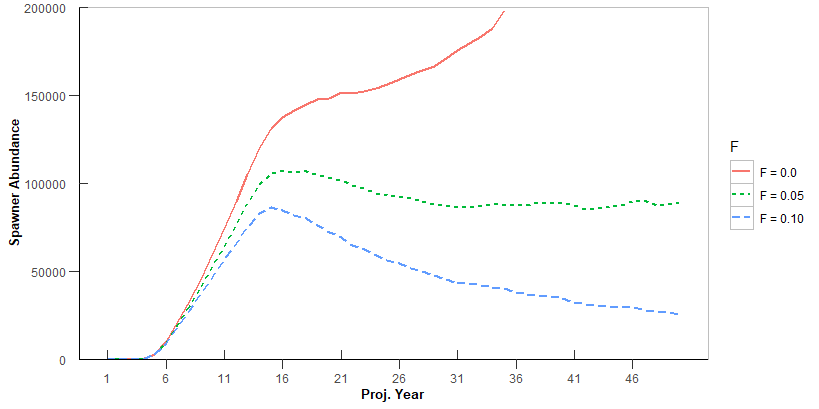 200000
150000
100000
50000
0
Spawner Abundance
1 6 11 16 21 26 31 36 41 46
Proj. Year
F
F = 0.0
F = 0.05
F = 0.10